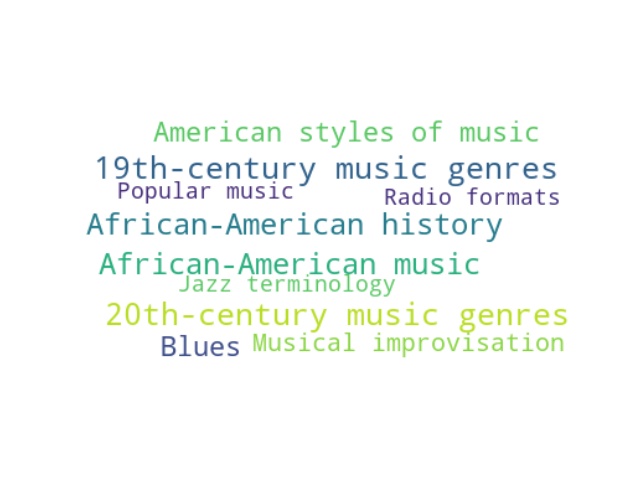 American styles of music
19th-century music genres
Popular music
Radio formats
African-American history
African-American music
Jazz terminology
20th-century music genres
Blues
Musical improvisation